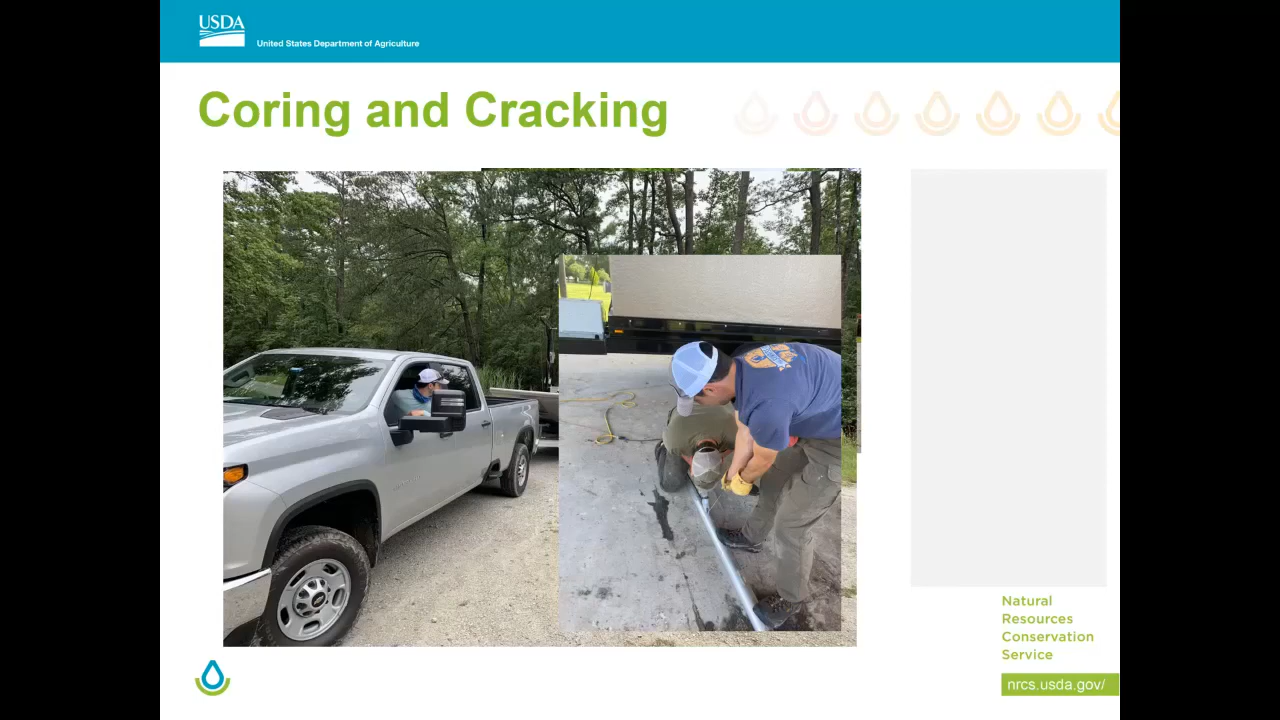 USDA
United States Department of Agriculture
Coring and Cracking
Natural
Resources
Conservation
Service
nrcs.usda.gov/